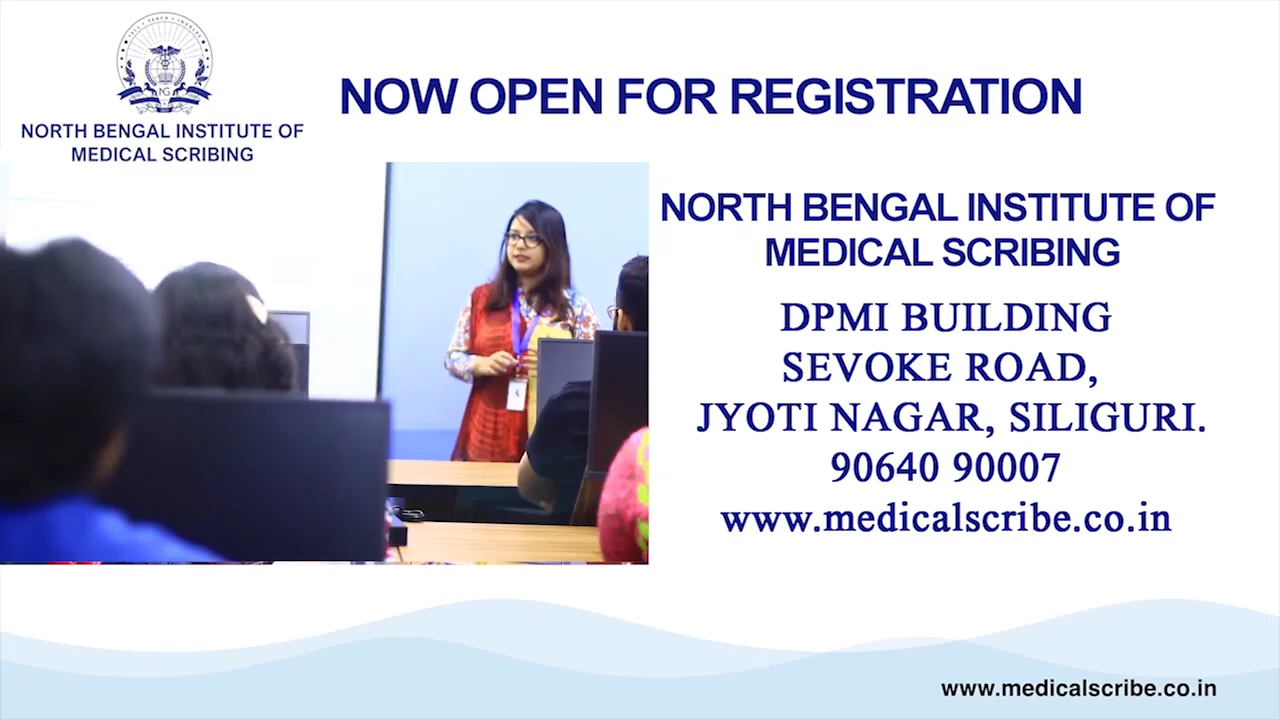 NORTH BENGAL INSTITUTE OF
MEDICAL SCRIBING
NOW OPEN FOR REGISTRATION
NORTH BENGAL INSTITUTE OF
MEDICAL SCRIBING
DPMI BUILDING
SEVOKE ROAD,
JYOTI NAGAR, SILIGURI.
90640 90007
www.medicalscribe.co.in
www.medicalscribe.co.in